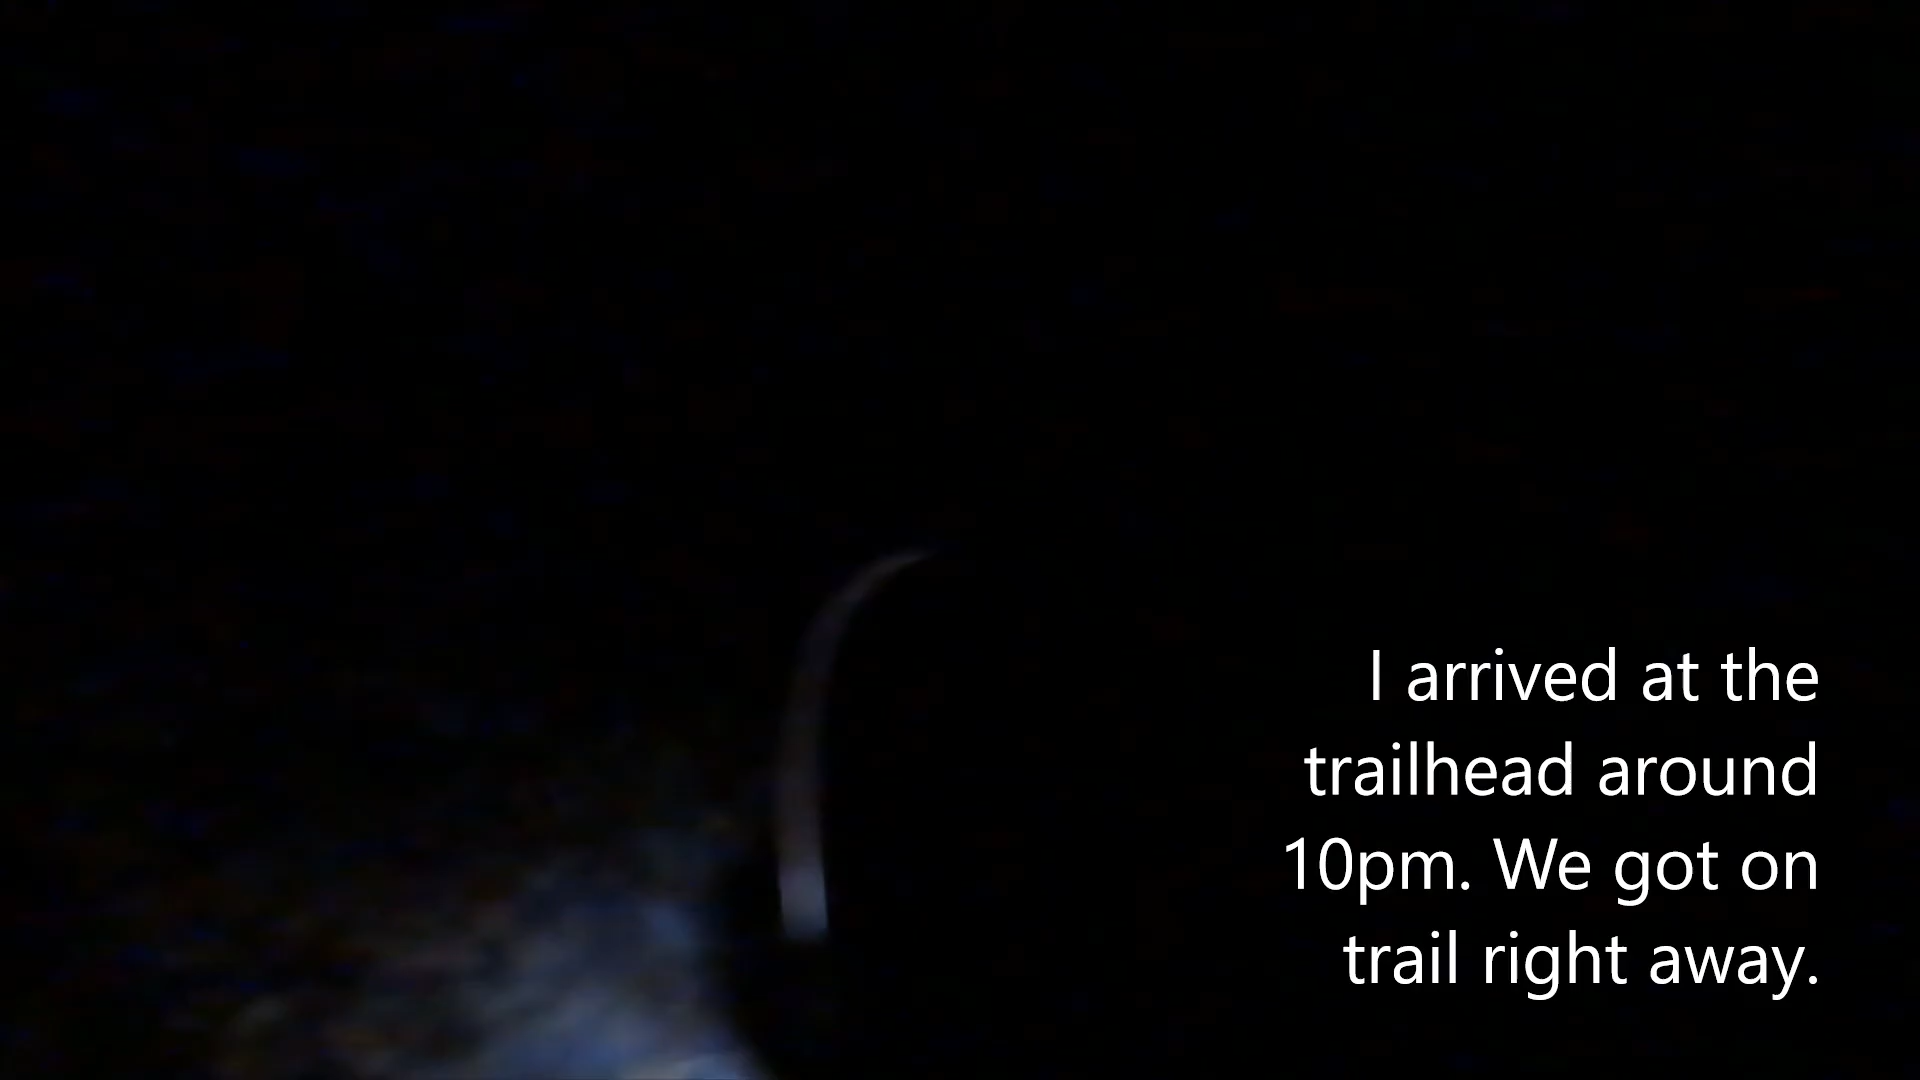 I arrived at the
trailhead around
10pm. We got on
trail right away.